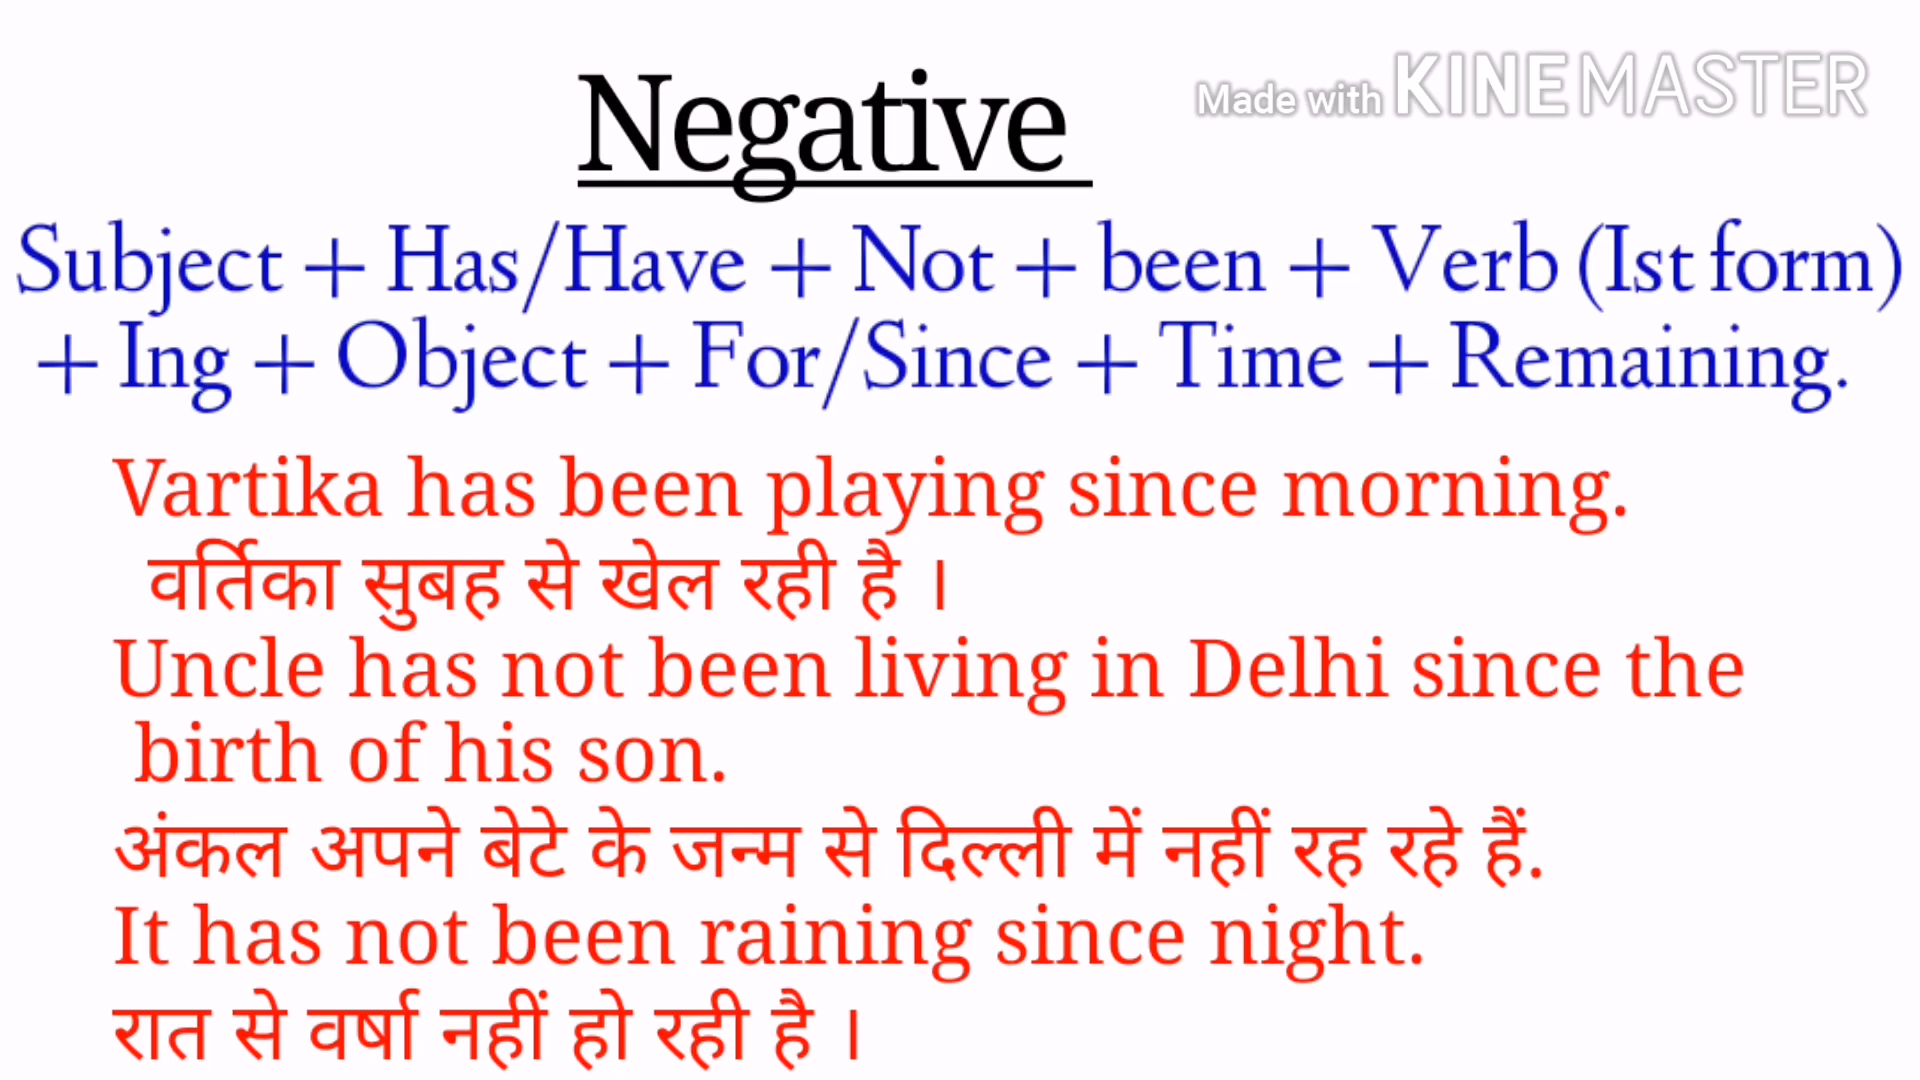 Negative
Made with KINEMASTER
Subject + Has/Have + Not + been + Verb (Ist form)
+ Ing + Object + For/Since + Time + Remaining.
Vartika has been playing since morning.
वर्तिका सुबह से खेल रही है ।
Uncle has not been living in Delhi since the
birth of his son.
अंकल अपने बेटे के जन्म से दिल्ली में नहीं रह रहे हैं.
It has not been raining since night.
रात से वर्षा नहीं हो रही है ।